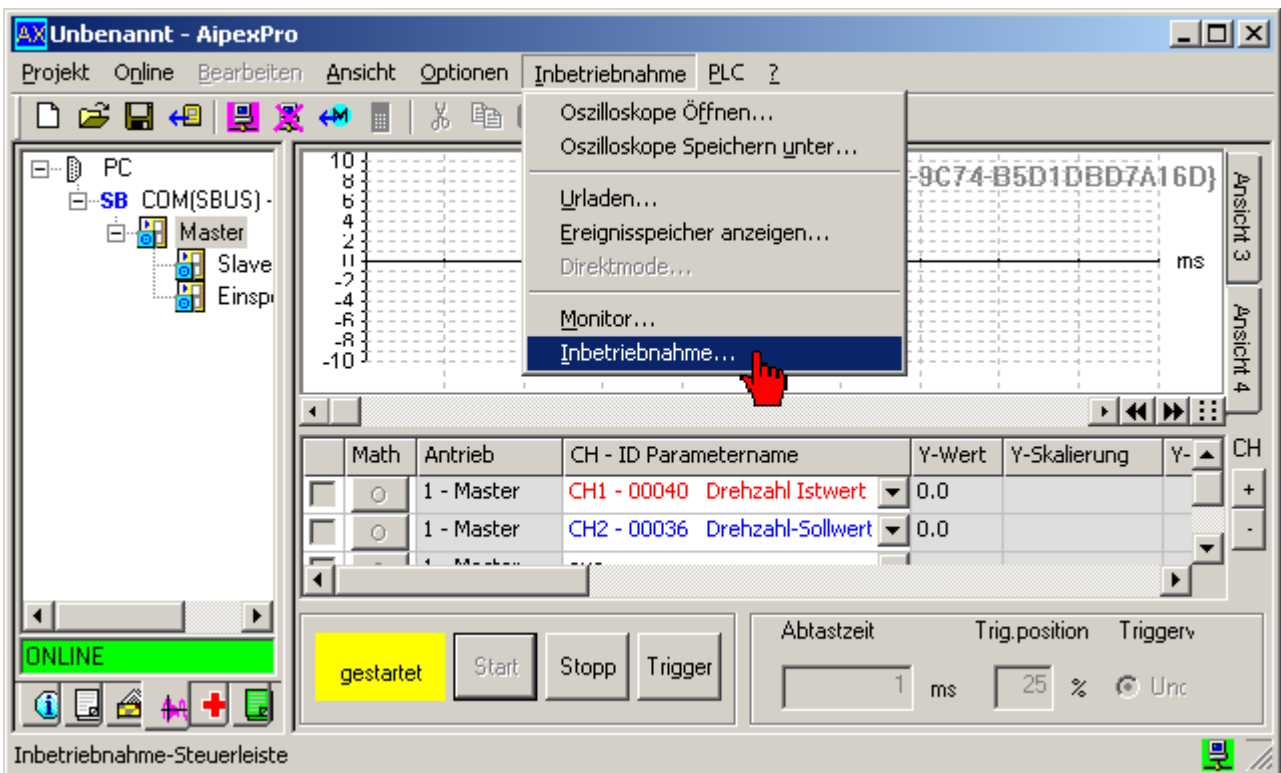 AX Unbenannt - AipexPro
Projekt Online Bearbeiten Ansicht Optionen Inbetriebnahme PLC ?
Oszilloskope Öffnen...
Oszilloskope Speichern unter...
Urladen...
Ereignisspeicher anzeigen...
Direktmode...
Monitor...
Inbetriebnahme...
PC
SB COM(SBUS) -
Master
Slave
Einsp
10
8
6
4
2
0
-2
-4
-6
-8
-10
-9C74-B5D1DBD7A16D}
ms
Ansicht 3
Ansicht 4
Math Antrieb CH - ID Parametername Y-Wert Y-Skalierung Y-
CH
1 - Master CH1 - 00040 Drehzahl Istwert 0.0
+
1 - Master CH2 - 00036 Drehzahl-Sollwert 0.0
-
1 - Master
ONLINE
gestartet Start Stopp Trigger
Abtastzeit Trig.position Triggerv
1 ms 25 % Unc
Inbetriebnahme-Steuerleiste